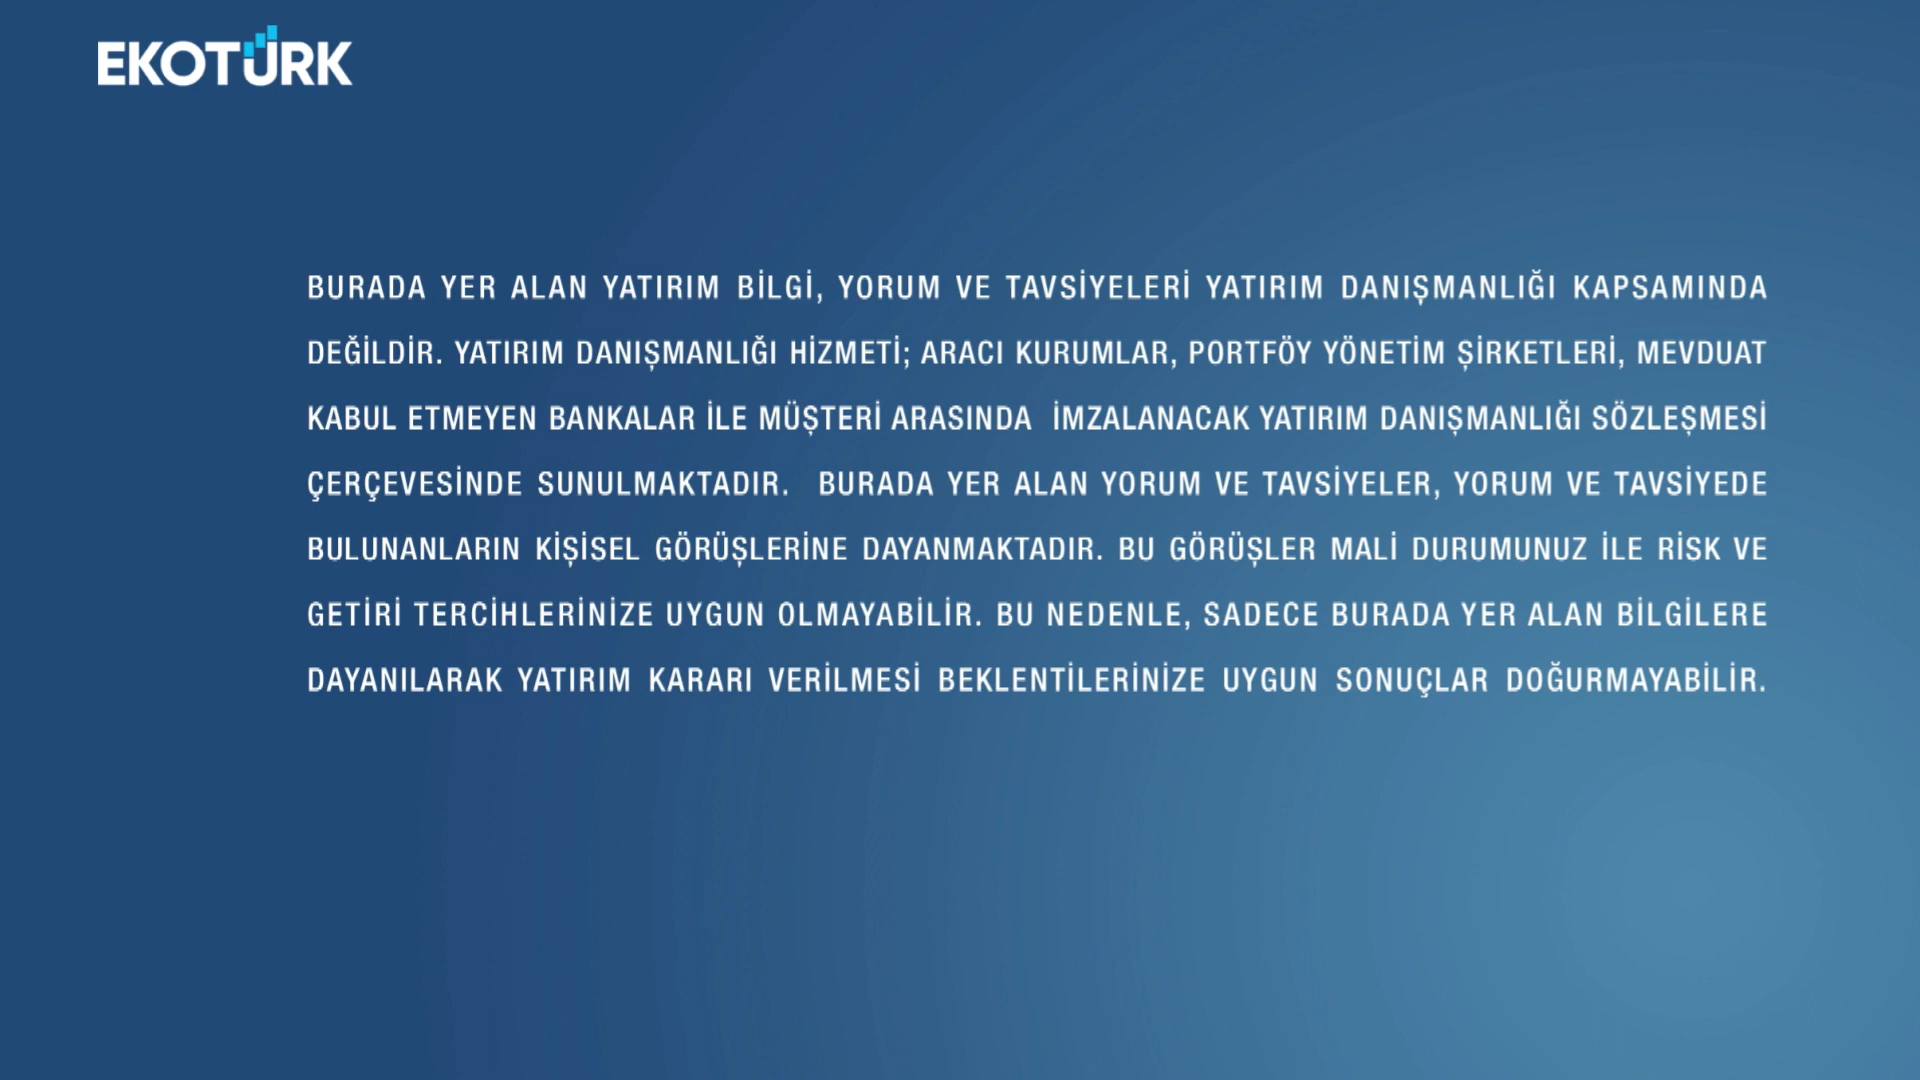 EKOTÜRK
BURADA YER ALAN YATIRIM BİLGİ, YORUM VE TAVSİYELERİ YATIRIM DANIŞMANLIĞI KAPSAMINDA
DEĞİLDİR. YATIRIM DANIŞMANLIĞI HİZMETİ; ARACI KURUMLAR, PORTFÖY YÖNETİM ŞİRKETLERİ, MEVDUAT
KABUL ETMEYEN BANKALAR İLE MÜŞTERİ ARASINDA İMZALANACAK YATIRIM DANIŞMANLIĞI SÖZLEŞMESİ
ÇERÇEVESİNDE SUNULMAKTADIR. BURADA YER ALAN YORUM VE TAVSİYELER, YORUM VE TAVSİYEDE
BULUNANLARIN KİŞİSEL GÖRÜŞLERİNE DAYANMAKTADIR. BU GÖRÜŞLER MALİ DURUMUNUZ İLE RİSK VE
GETİRİ TERCİHLERİNİZE UYGUN OLMAYABİLİR. BU NEDENLE, SADECE BURADA YER ALAN BİLGİLERE
DAYANILARAK YATIRIM KARARI VERİLMESİ BEKLENTİLERİNİZE UYGUN SONUÇLAR DOĞURMAYABİLİR.